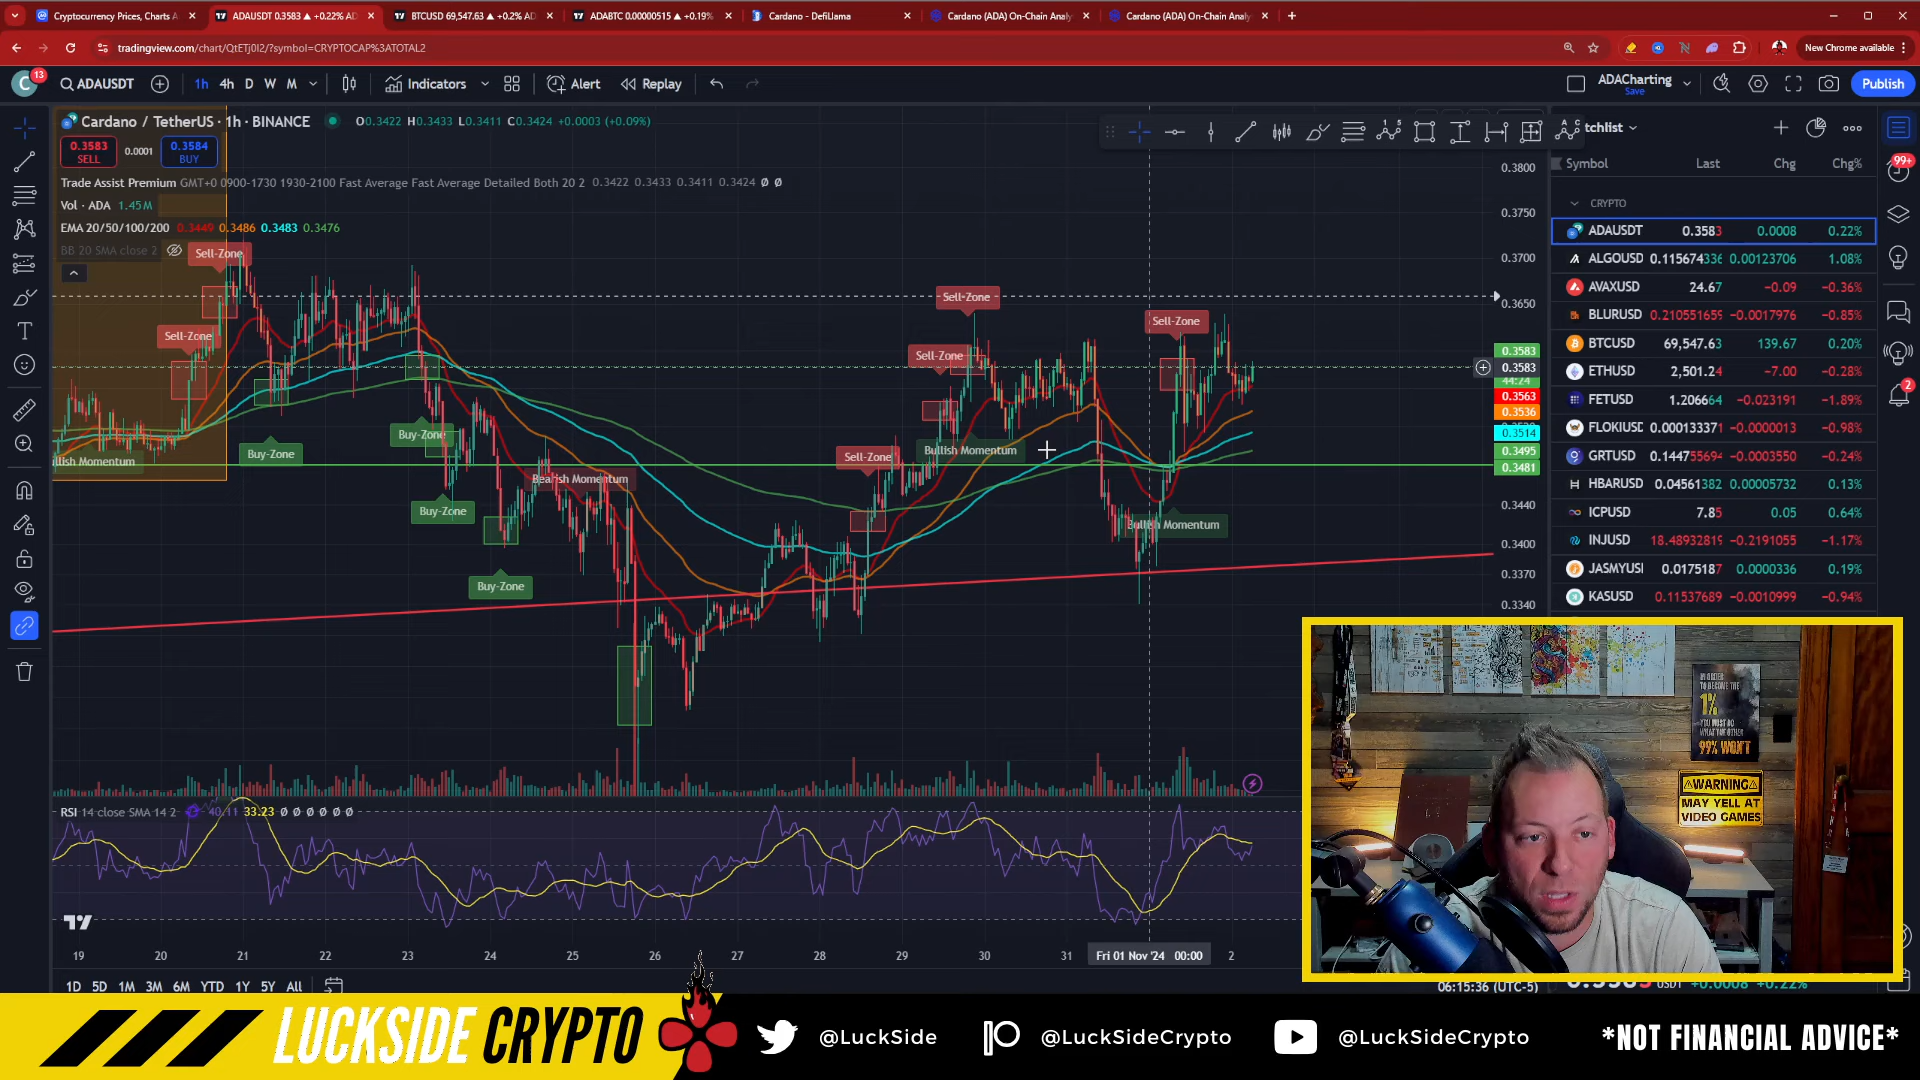 Cryptocurrency Prices, Charts A
ADAUSDT 0.3583 ▲ +0.22% AD
BTCUSD 69,547.63 ▲ +0.2% AD
ADABTC 0.00000515 ▲ +0.19%
Cardano - DefiLlama
Cardano (ADA) On-Chain Analy
Cardano (ADA) On-Chain Analy
tradingview.com/chart/QtETj0I2/?symbol=CRYPTOCAP%3ATOTAL2
New Chrome available
C 13
ADAUSDT
1h 4h D W M
Indicators
Alert
Replay
ADACharting
Save
Publish
Cardano / TetherUS · 1h · BINANCE
O0.3422 H0.3433 L0.3411 C0.3424 +0.0003 (+0.09%)
0.3583
SELL
0.0001
0.3584
BUY
Trade Assist Premium GMT+0 0900-1730 1930-2100 Fast Average Fast Average Detailed Both 20 2 0.3422 0.3433 0.3411 0.3424 ø ø
Vol · ADA 1.45M
EMA 20/50/100/200 0.3449 0.3486 0.3483 0.3476
BB 20 SMA close 2
Sell-Zone
Sell-Zone
Sell-Zone
Sell-Zone
Sell-Zone
Sell-Zone
Buy-Zone
Buy-Zone
Buy-Zone
Buy-Zone
llish Momentum
Bearish Momentum
Bullish Momentum
Bullish Momentum
0.3800
0.3750
0.3700
0.3650
0.3583
0.3583
44:24
0.3563
0.3536
0.3514
0.3495
0.3481
0.3440
0.3400
0.3370
0.3340
tchlist
Symbol Last Chg Chg%
CRYPTO
ADAUSDT 0.3583 0.0008 0.22%
ALGOUSD 0.115674336 0.00123706 1.08%
AVAXUSD 24.67 −0.09 −0.36%
BLURUSD 0.210551659 −0.0017976 −0.85%
BTCUSD 69,547.63 139.67 0.20%
ETHUSD 2,501.24 −7.00 −0.28%
FETUSD 1.206664 −0.023191 −1.89%
FLOKIUSD 0.00013337 −0.0000013 −0.98%
GRTUSD 0.14475569 −0.0003550 −0.24%
HBARUSD 0.04561382 0.00005732 0.13%
ICPUSD 7.85 0.05 0.64%
INJUSD 18.48932819 −0.2191055 −1.17%
JASMYUSI 0.0175187 0.0000336 0.19%
KASUSD 0.11537689 −0.0010999 −0.94%
99+
2
RSI 14 close SMA 14 2 40.11 33.23 ø ø ø ø ø ø
19 20 21 22 23 24 25 26 27 28 29 30 31 Fri 01 Nov '24 00:00 2
1D 5D 1M 3M 6M YTD 1Y 5Y All
06:15:36 (UTC-5)
USDT +0.0008 +0.22%
IN ORDER
TO BECOME THE
1%
YOU MUST DO
WHAT THE OTHER
99% WON'T
WARNING
MAY YELL AT
VIDEO GAMES
LUCKSIDE CRYPTO
@LuckSide
@LuckSideCrypto
@LuckSideCrypto
*NOT FINANCIAL ADVICE*